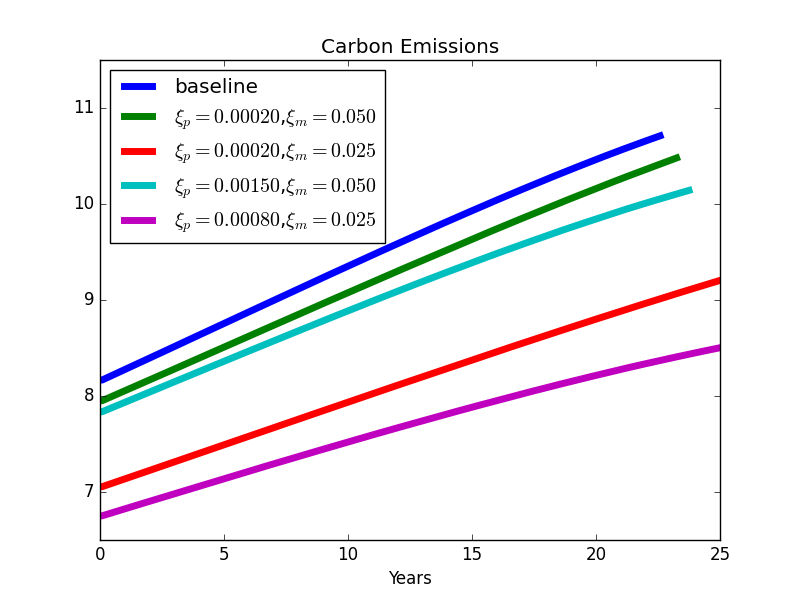 Carbon Emissions
baseline
ξₚ = 0.00020,ξₘ = 0.050
ξₚ = 0.00020,ξₘ = 0.025
ξₚ = 0.00150,ξₘ = 0.050
ξₚ = 0.00080,ξₘ = 0.025
11
10
9
8
7
0 5 10 15 20 25
Years